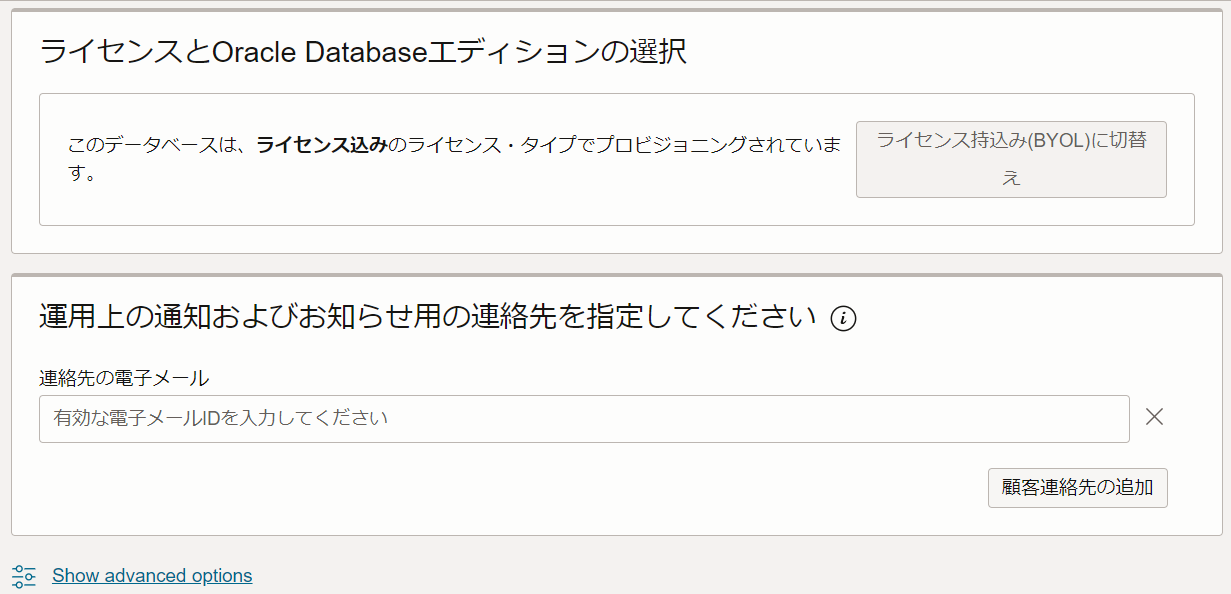 ライセンスとOracle Databaseエディションの選択
このデータベースは、ライセンス込みのライセンス・タイプでプロビジョニングされていま
す。
ライセンス持込み(BYOL)に切替
え
運用上の通知およびお知らせ用の連絡先を指定してください
連絡先の電子メール
有効な電子メールIDを入力してください
顧客連絡先の追加
Show advanced options